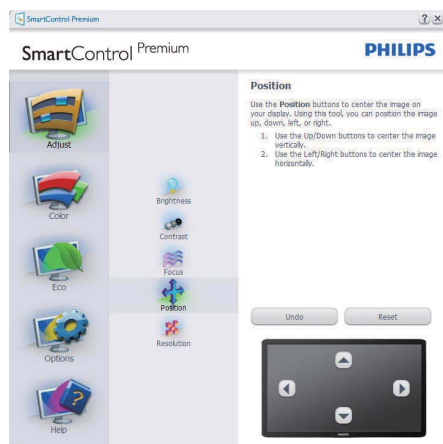 SmartControl Premium
SmartControl Premium
PHILIPS
Adjust
Color
Eco
Options
Help
Brightness
Contrast
Focus
Position
Resolution
Position
Use the Position buttons to center the image on
your display. Using this tool, you can position the image
up, down, left, or right.
1. Use the Up/Down buttons to center the image
vertically.
2. Use the Left/Right buttons to center the image
horizontally.
Undo
Reset
PHILIPS